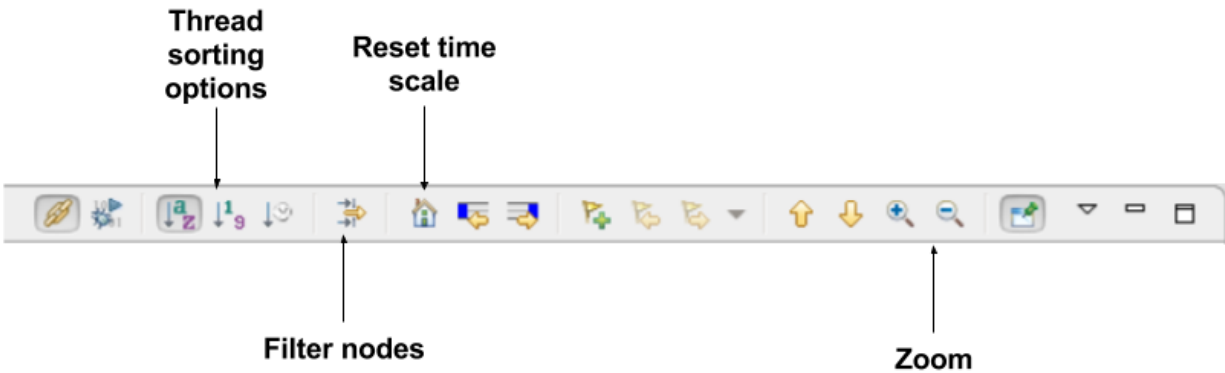 Thread
sorting
options
Reset time
scale
Filter nodes
Zoom